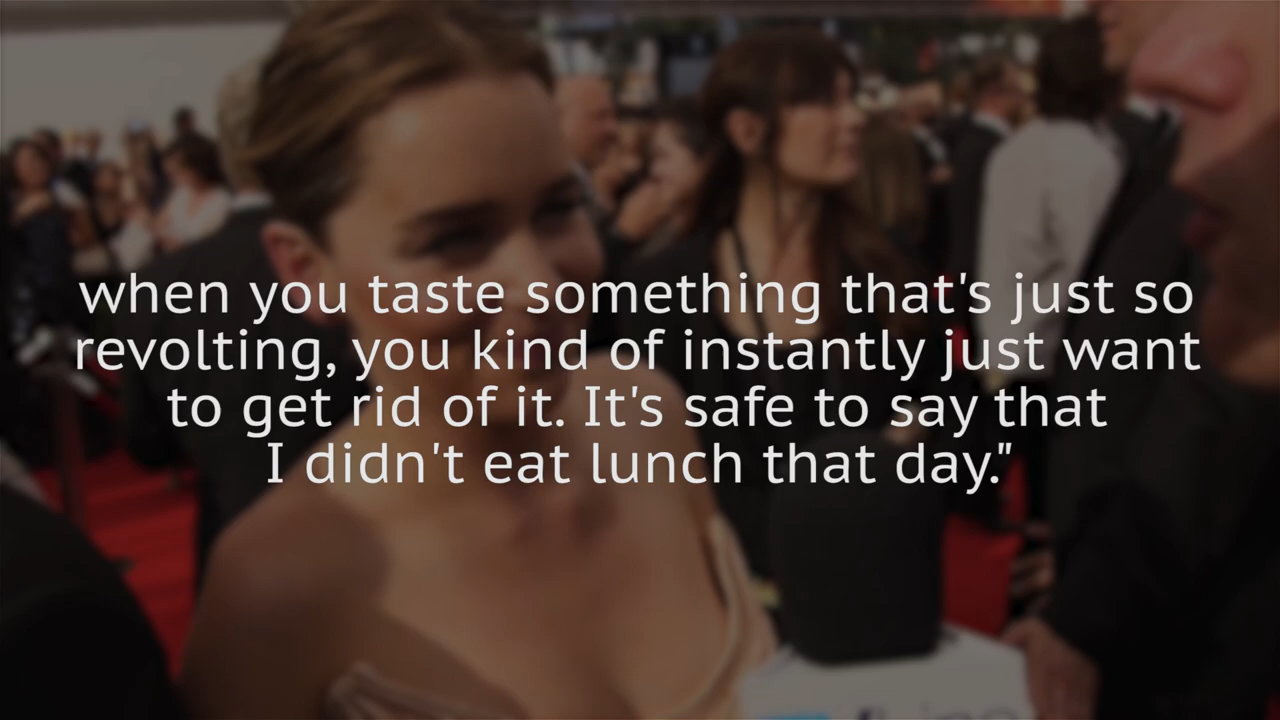 when you taste something that's just so
revolting, you kind of instantly just want
to get rid of it. It's safe to say that
I didn't eat lunch that day."